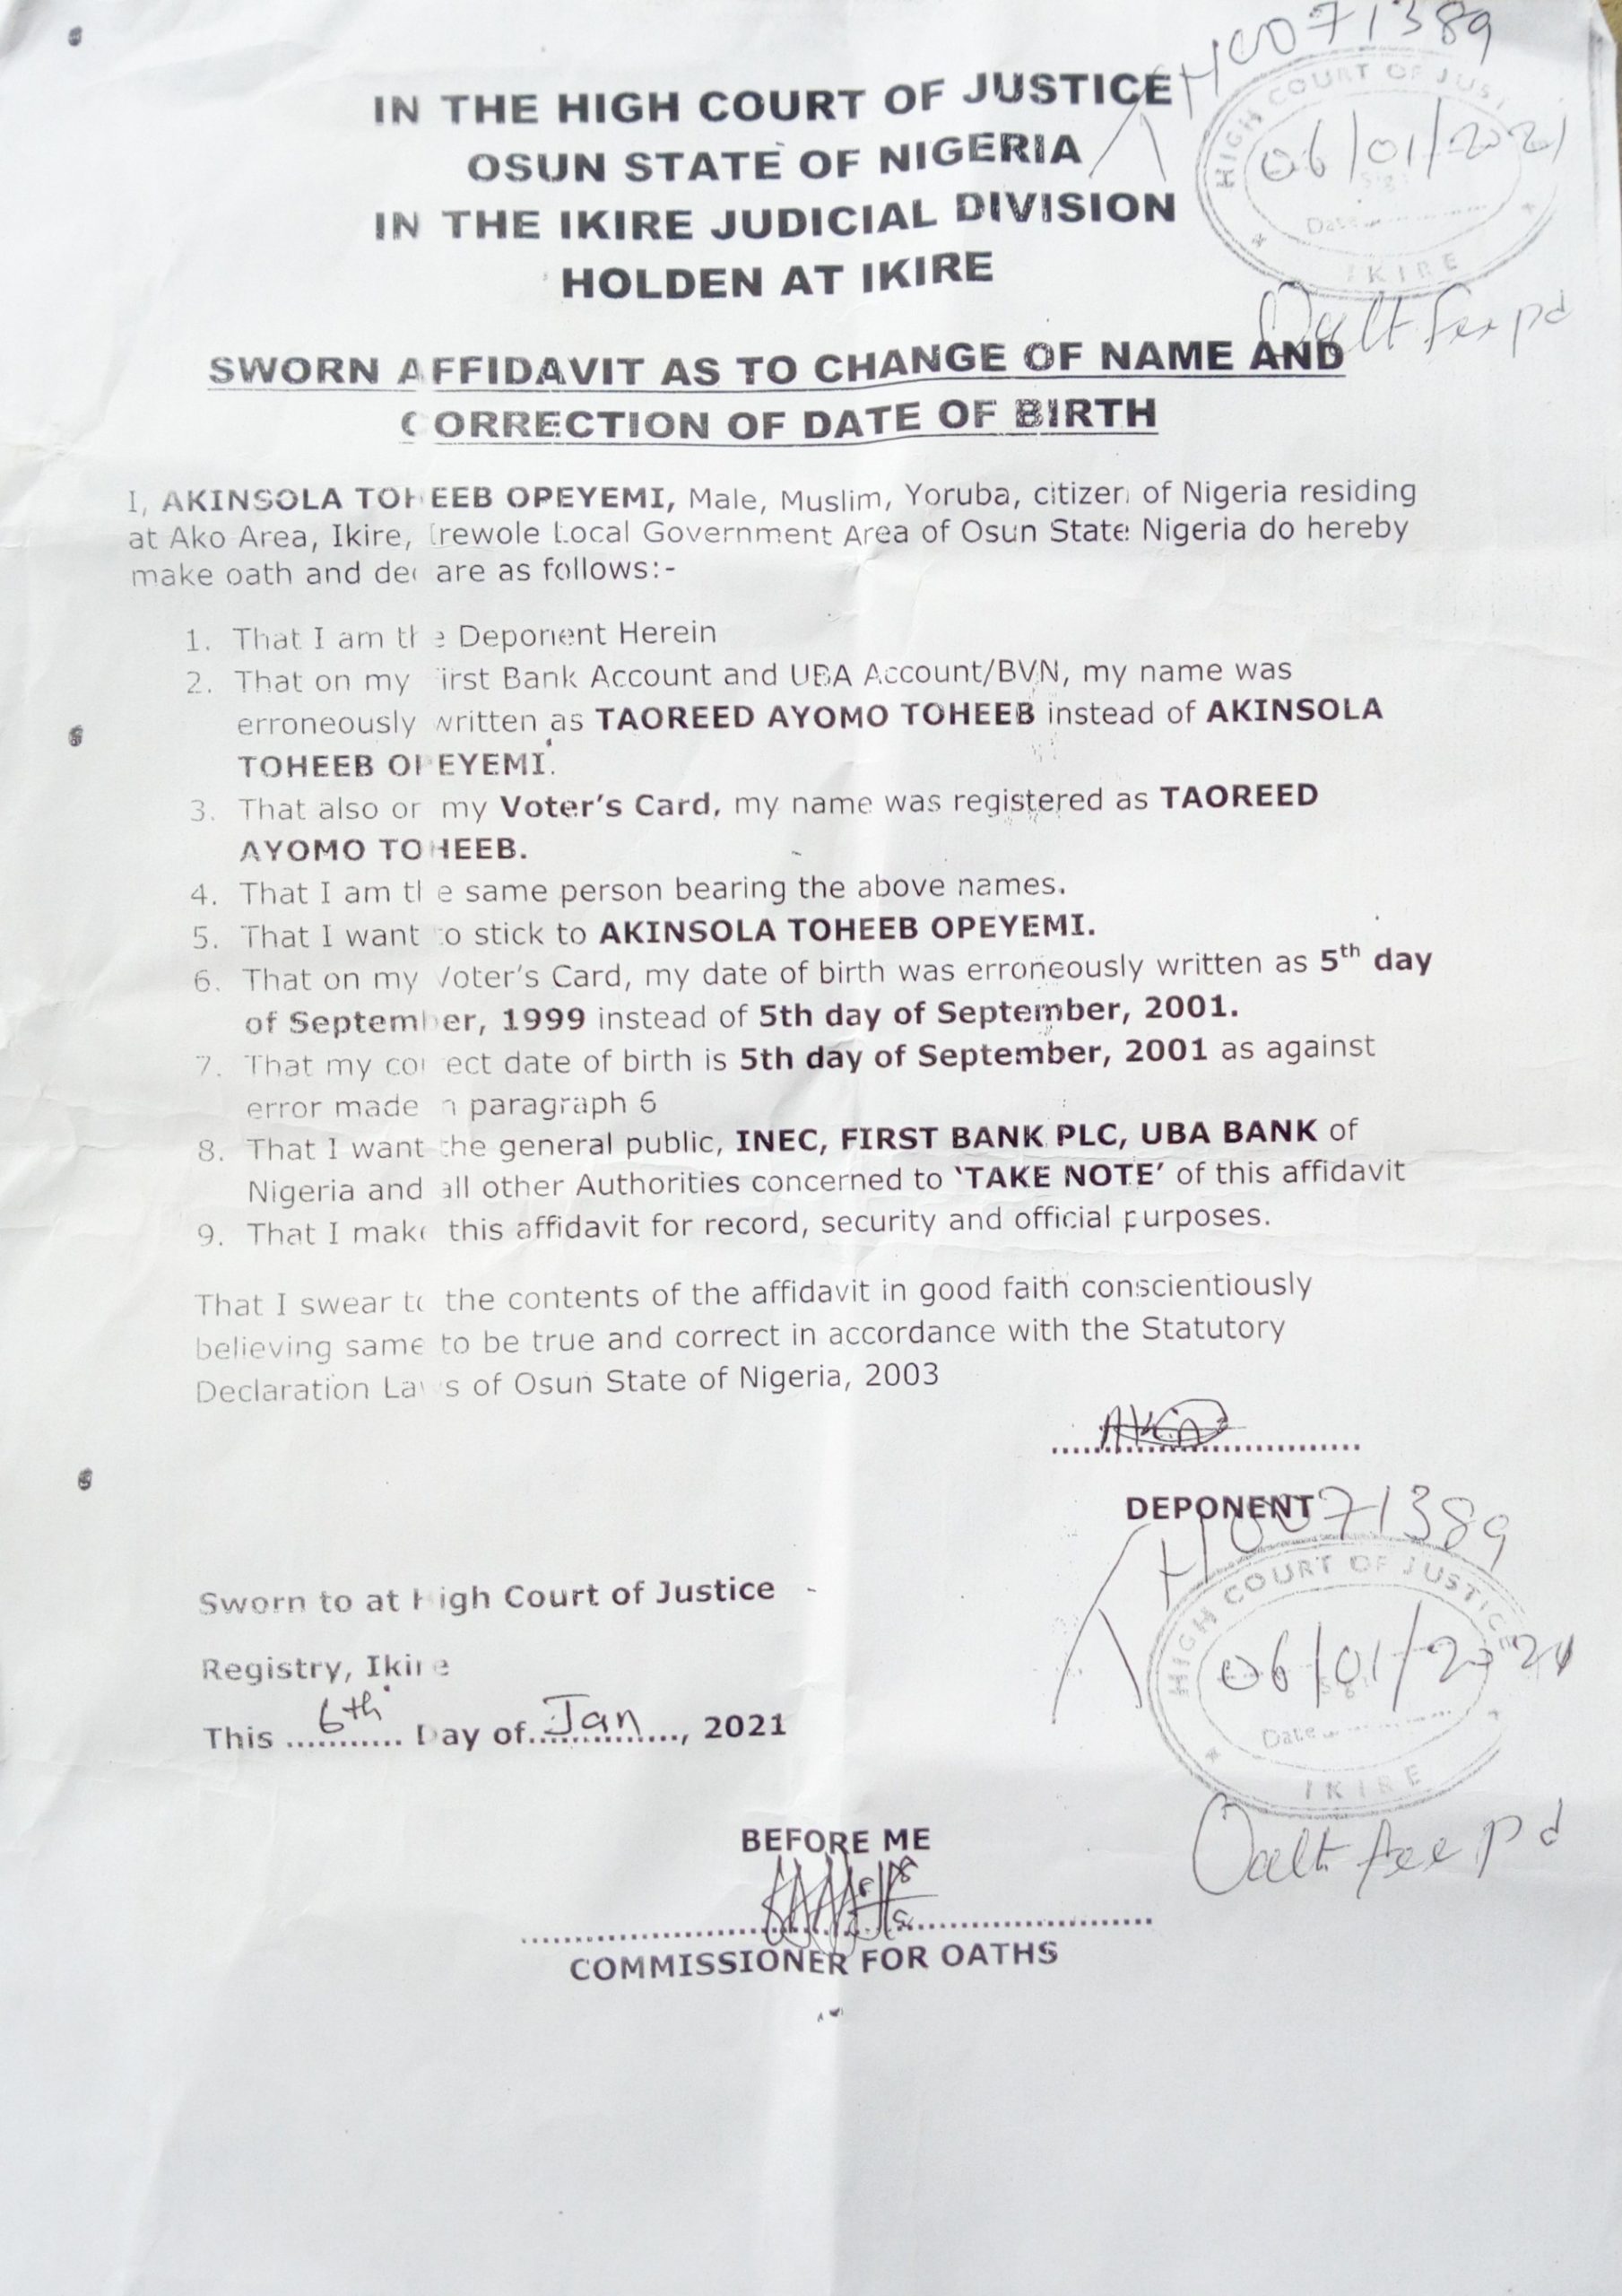 HC0071389
IN THE HIGH COURT OF JUSTICE
OSUN STATE OF NIGERIA
IN THE IKIRE JUDICIAL DIVISION
HOLDEN AT IKIRE
HIGH COURT OF JUST
06/01/2021
Date
IKIRE
fee pd
SWORN AFFIDAVIT AS TO CHANGE OF NAME AND
CORRECTION OF DATE OF BIRTH
I, AKINSOLA TOHEEB OPEYEMI, Male, Muslim, Yoruba, citizen of Nigeria residing
at Ako Area, Ikire, Irewole Local Government Area of Osun State Nigeria do hereby
make oath and declare as follows:-
1. That I am the Deponent Herein
2. That on my First Bank Account and UBA Account/BVN, my name was
erroneously written as TAOREED AYOMO TOHEEB instead of AKINSOLA
TOHEEB OPEYEMI.
3. That also on my Voter's Card, my name was registered as TAOREED
AYOMO TOHEEB.
4. That I am the same person bearing the above names.
5. That I want to stick to AKINSOLA TOHEEB OPEYEMI.
6. That on my Voter's Card, my date of birth was erroneously written as 5th day
of September, 1999 instead of 5th day of September, 2001.
7. That my correct date of birth is 5th day of September, 2001 as against
error made in paragraph 6
8. That I want the general public, INEC, FIRST BANK PLC, UBA BANK of
Nigeria and all other Authorities concerned to 'TAKE NOTE' of this affidavit
9. That I make this affidavit for record, security and official purposes.
That I swear to the contents of the affidavit in good faith conscientiously
believing same to be true and correct in accordance with the Statutory
Declaration Laws of Osun State of Nigeria, 2003
Akin
DEPONENT
HC0071389
HIGH COURT OF JUSTICE
06/01/2021
Date
IKIRE
fee pd
Sworn to at High Court of Justice
Registry, Ikire
This 6th Day of Jan, 2021
BEFORE ME
COMMISSIONER FOR OATHS